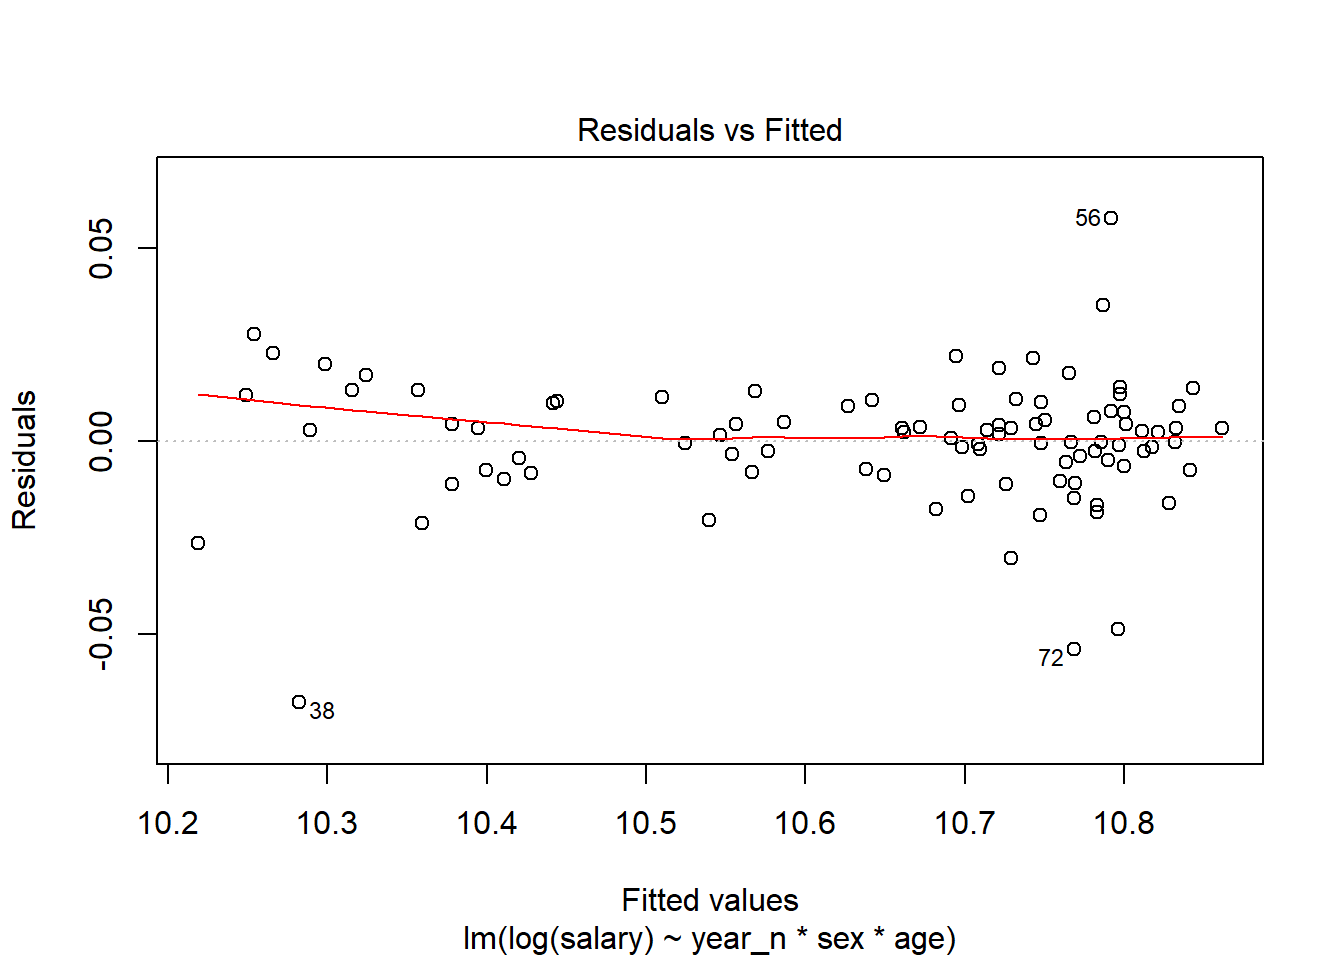 Residuals vs Fitted
Residuals
0.05
0.00
-0.05
56
72
38
10.2 10.3 10.4 10.5 10.6 10.7 10.8
Fitted values
lm(log(salary) ~ year_n * sex * age)